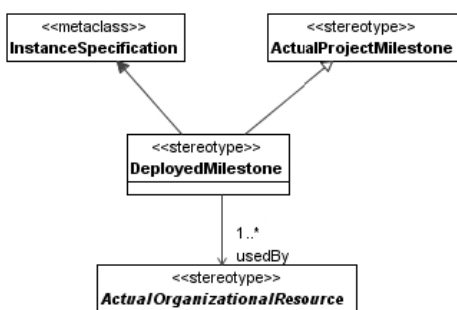 <<metaclass>>
InstanceSpecification
<<stereotype>>
ActualProjectMilestone
<<stereotype>>
DeployedMilestone
1..*
usedBy
<<stereotype>>
ActualOrganizationalResource